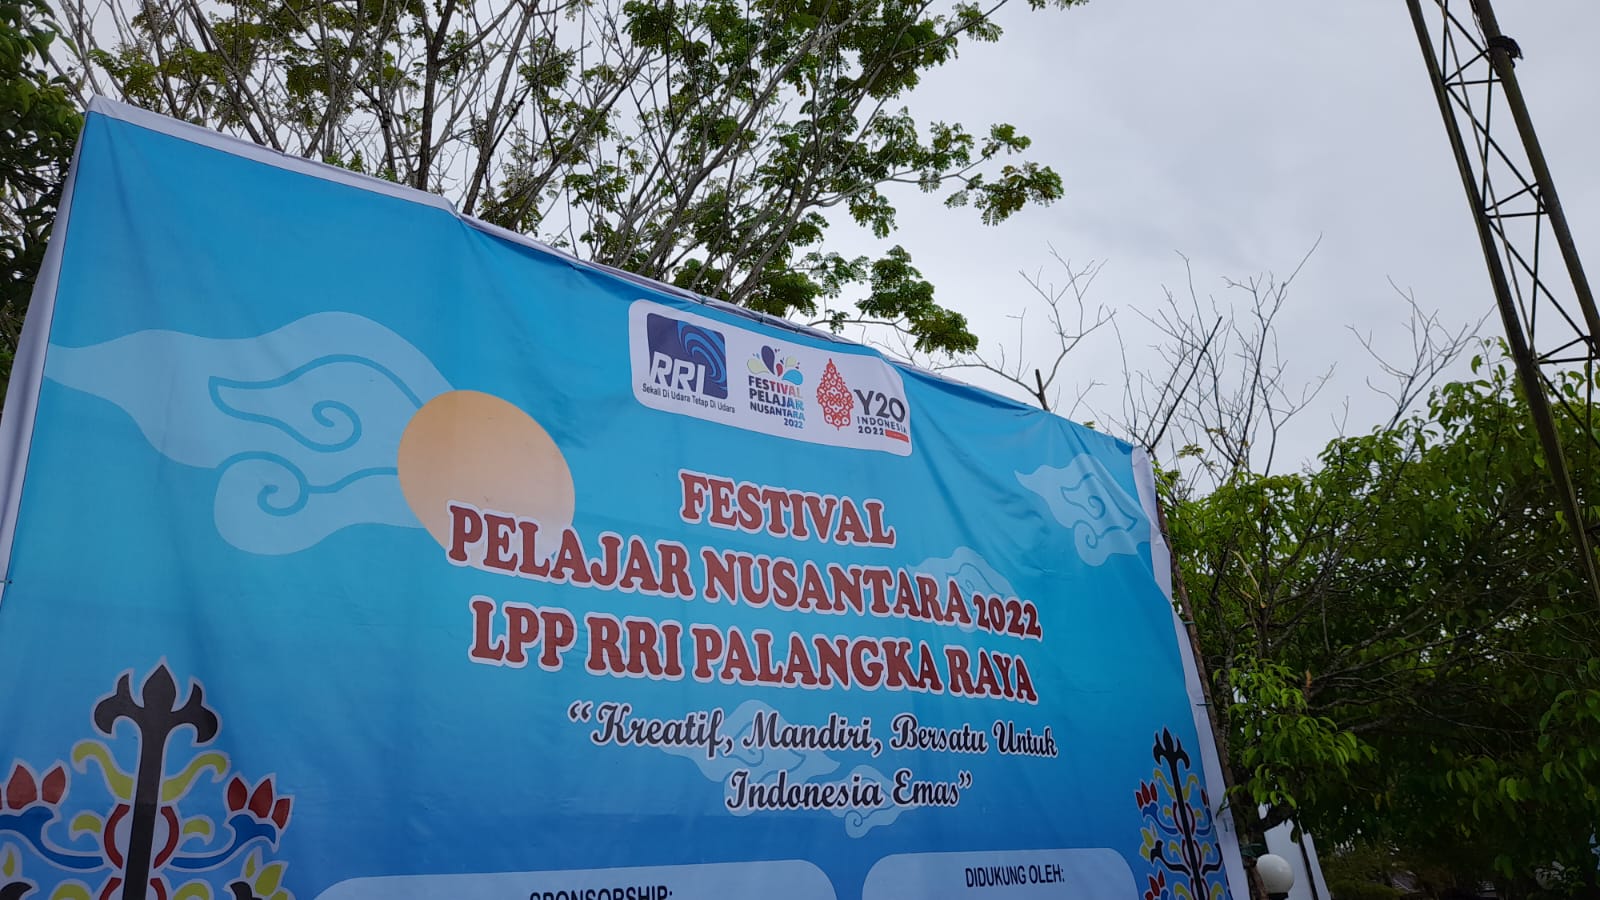 RRI
Sekali Di Udara Tetap Di Udara
FESTIVAL
PELAJAR
NUSANTARA
2022
Y20
INDONESIA
2022
FESTIVAL
PELAJAR NUSANTARA 2022
LPP RRI PALANGKA RAYA
“Kreatif, Mandiri, Bersatu Untuk
Indonesia Emas”
SPONSORSHIP:
DIDUKUNG OLEH: